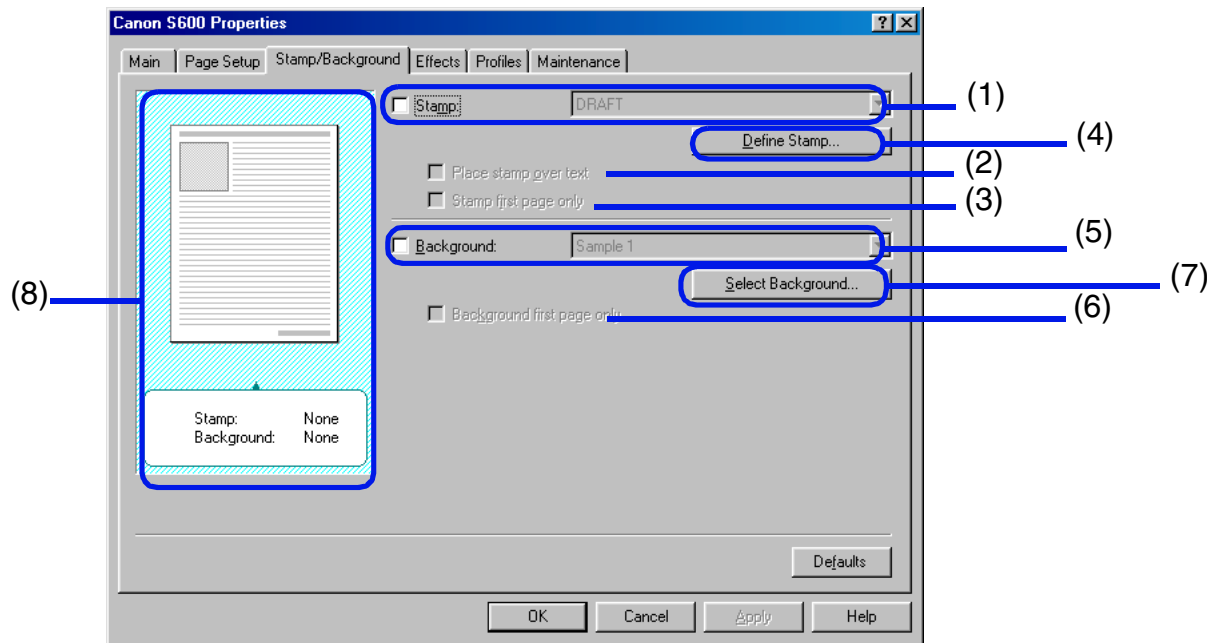 Canon S600 Properties
Main Page Setup Stamp/Background Effects Profiles Maintenance
Stamp: DRAFT (1)
Define Stamp... (4)
Place stamp over text (2)
Stamp first page only (3)
Background: Sample 1 (5)
Select Background... (7)
(8)
Background first page only (6)
Stamp: None
Background: None
Defaults
OK Cancel Apply Help